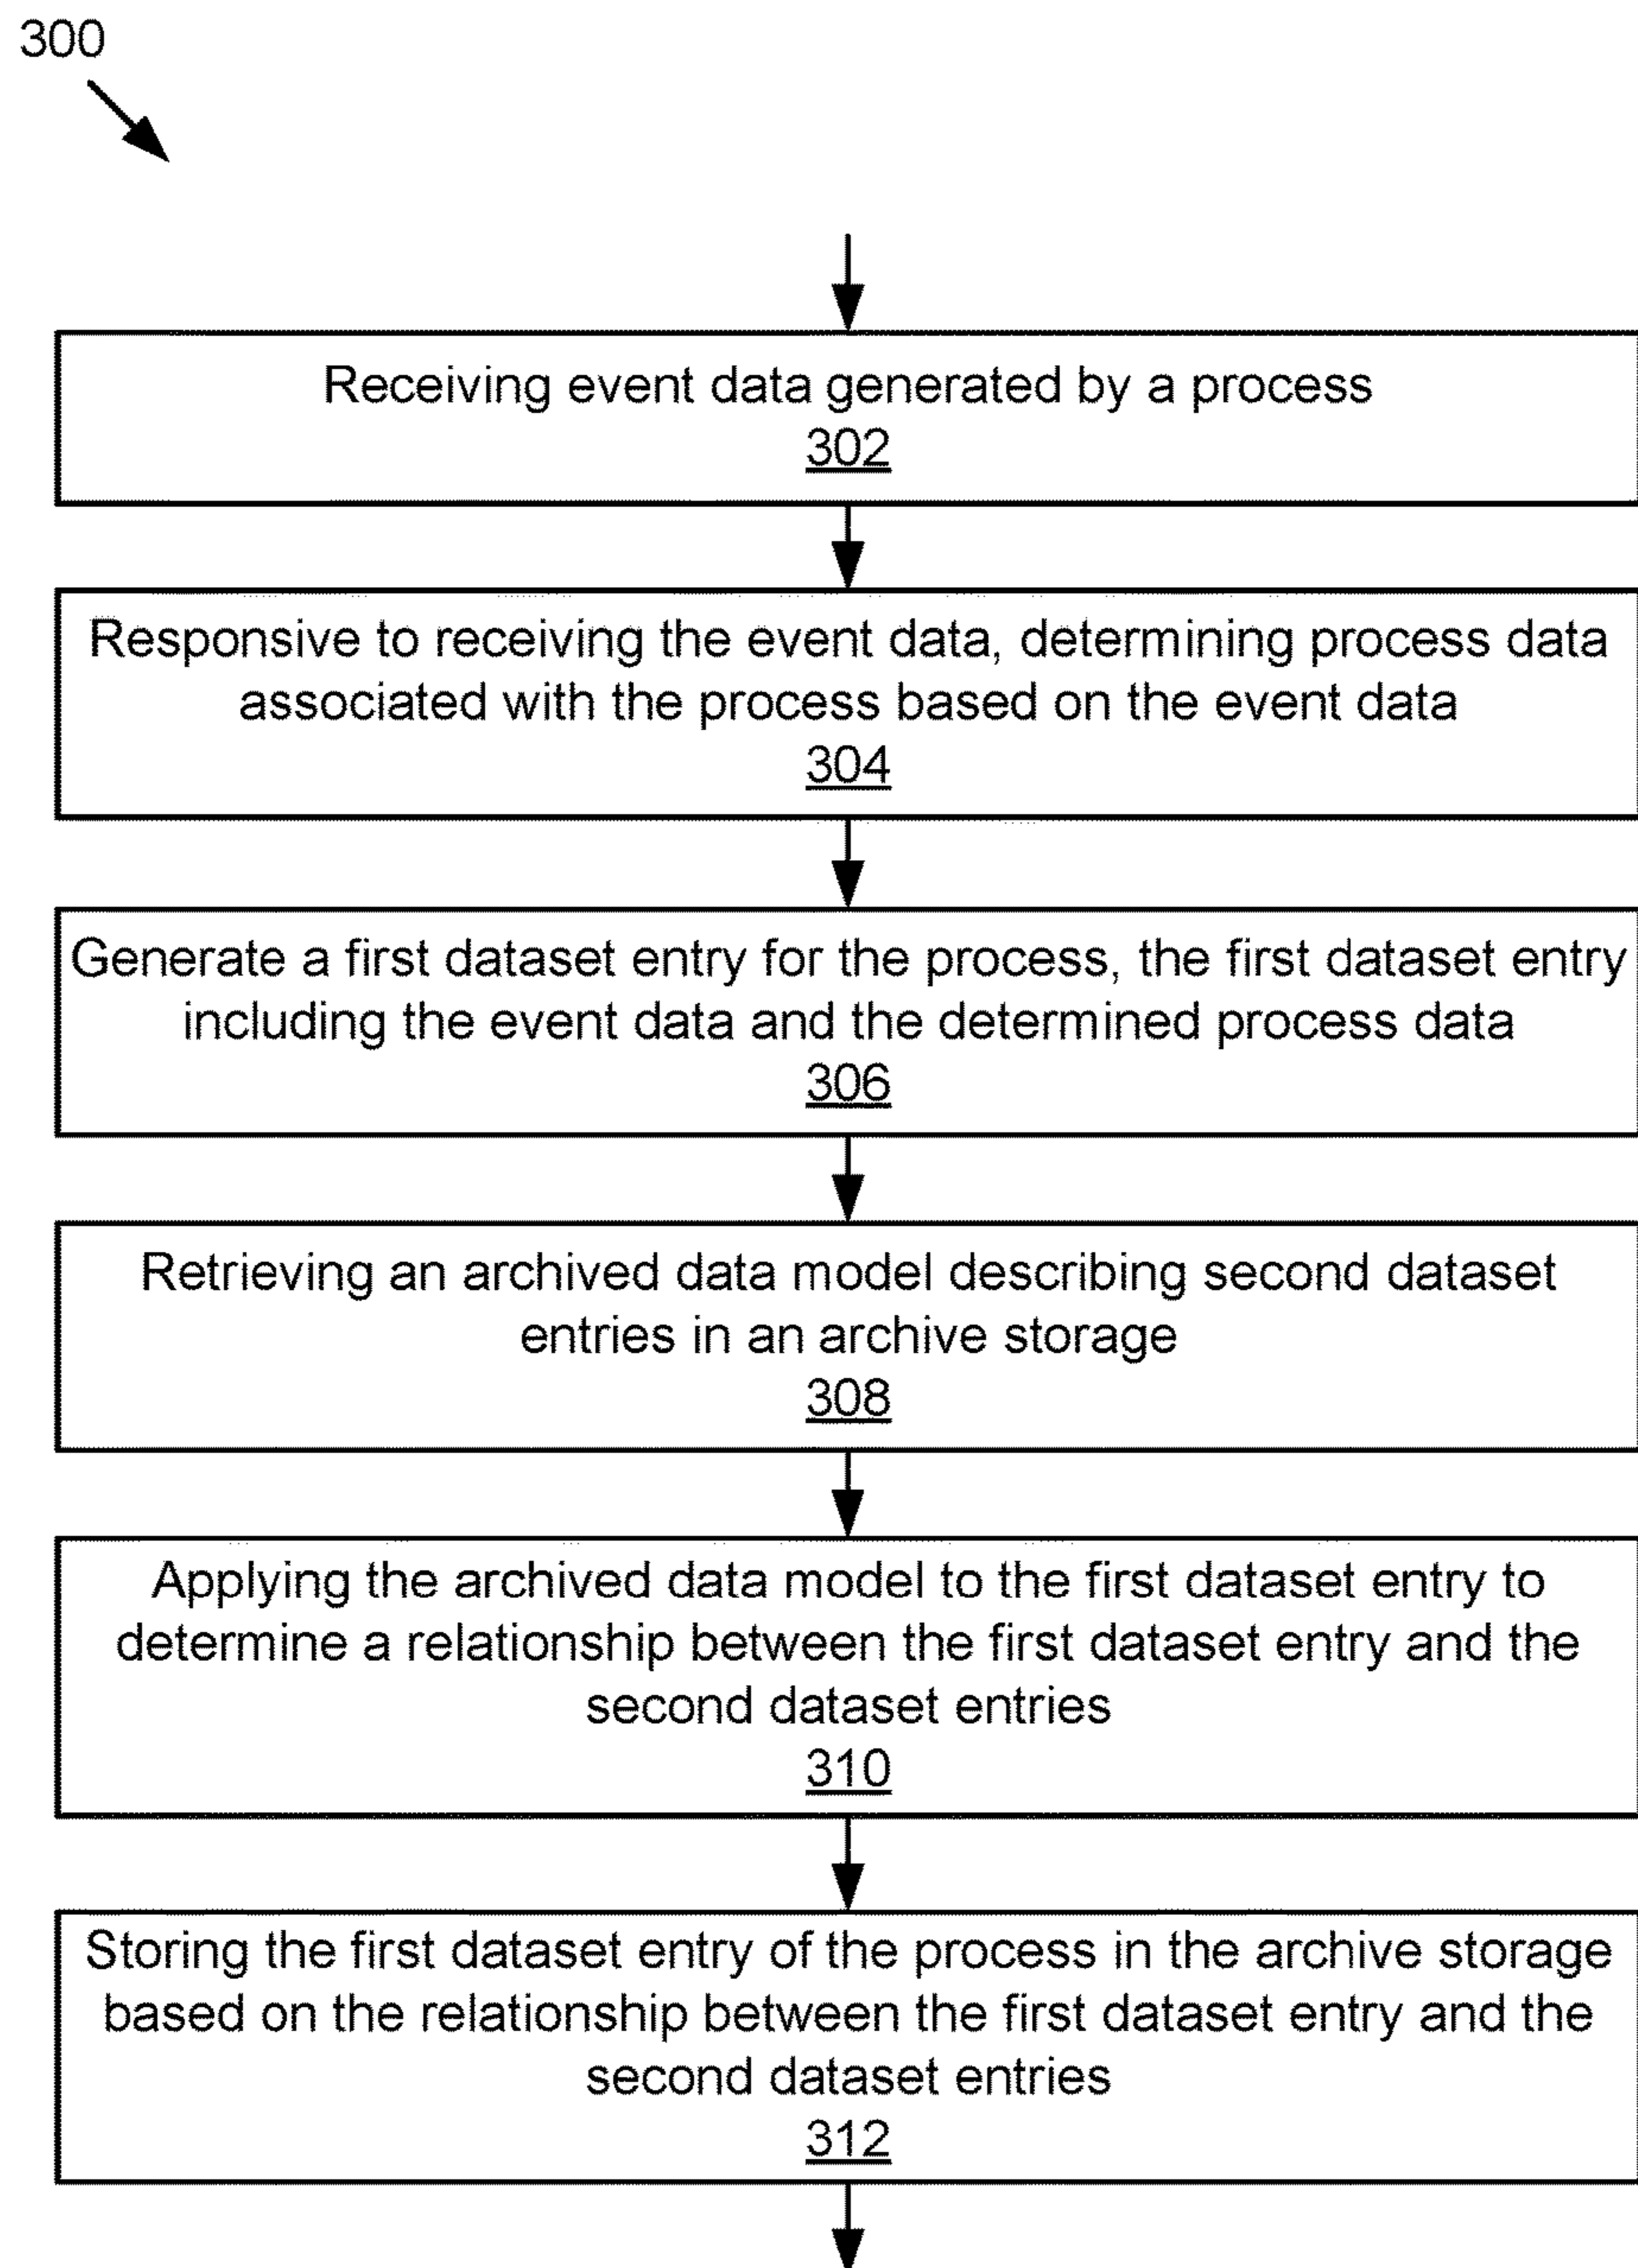 300
Receiving event data generated by a process
302
Responsive to receiving the event data, determining process data
associated with the process based on the event data
304
Generate a first dataset entry for the process, the first dataset entry
including the event data and the determined process data
306
Retrieving an archived data model describing second dataset
entries in an archive storage
308
Applying the archived data model to the first dataset entry to
determine a relationship between the first dataset entry and the
second dataset entries
310
Storing the first dataset entry of the process in the archive storage
based on the relationship between the first dataset entry and the
second dataset entries
312